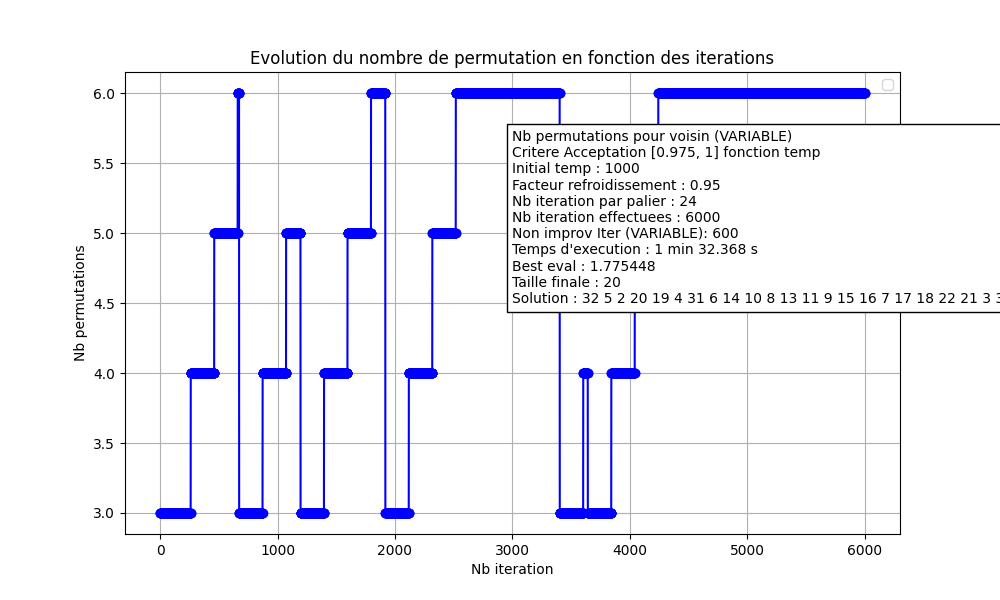 Evolution du nombre de permutation en fonction des iterations
Nb permutations
6.0
5.5
5.0
4.5
4.0
3.5
3.0
Nb permutations pour voisin (VARIABLE)
Critere Acceptation [0.975, 1] fonction temp
Initial temp : 1000
Facteur refroidissement : 0.95
Nb iteration par palier : 24
Nb iteration effectuees : 6000
Non improv Iter (VARIABLE): 600
Temps d'execution : 1 min 32.368 s
Best eval : 1.775448
Taille finale : 20
Solution : 32 5 2 20 19 4 31 6 14 10 8 13 11 9 15 16 7 17 18 22 21 3
0
1000
2000
3000
4000
5000
6000
Nb iteration